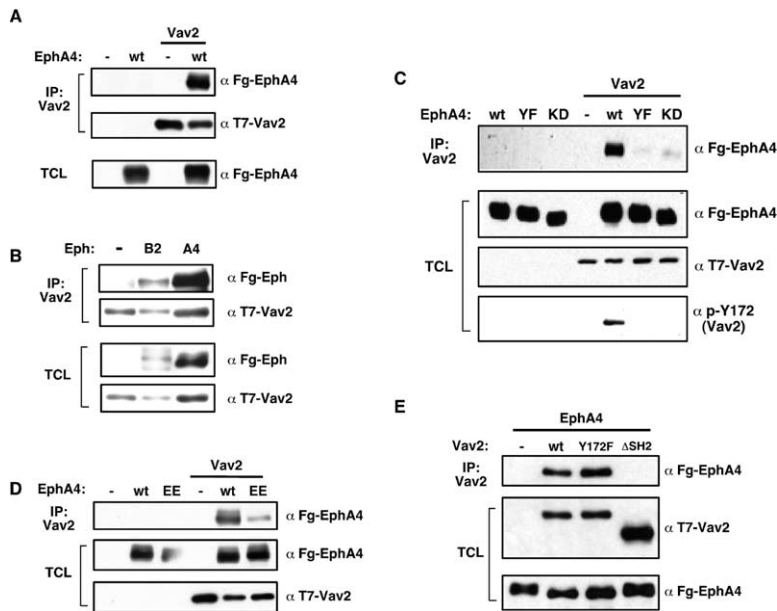 A
Vav2
EphA4: - wt - wt
IP: Vav2
α Fg-EphA4
α T7-Vav2
TCL
α Fg-EphA4
B
Eph: - B2 A4
IP: Vav2
α Fg-Eph
α T7-Vav2
TCL
α Fg-Eph
α T7-Vav2
D
Vav2
EphA4: - wt EE - wt EE
IP: Vav2
α Fg-EphA4
TCL
α Fg-EphA4
α T7-Vav2
C
Vav2
EphA4: wt YF KD - wt YF KD
IP: Vav2
α Fg-EphA4
TCL
α Fg-EphA4
α T7-Vav2
α p-Y172
(Vav2)
E
EphA4
Vav2: - wt Y172F ΔSH2
IP: Vav2
α Fg-EphA4
TCL
α T7-Vav2
α Fg-EphA4